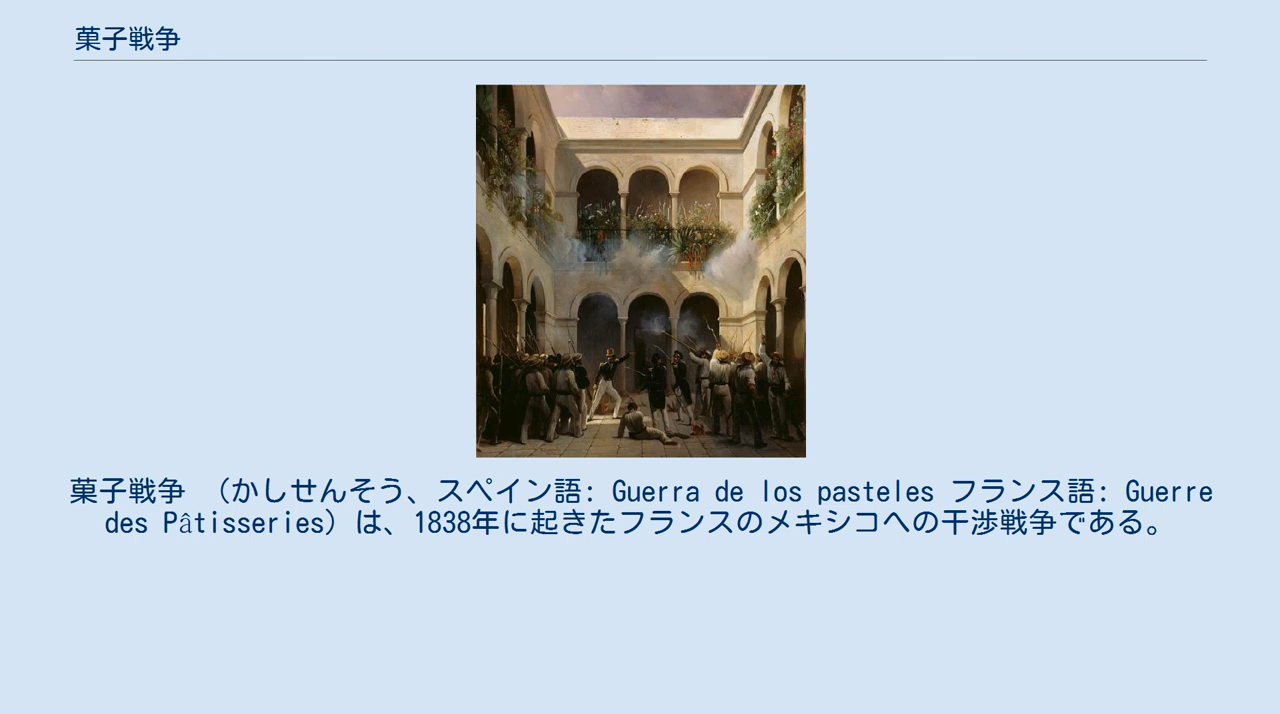 菓子戦争
菓子戦争 （かしせんそう、スペイン語: Guerra de los pasteles フランス語: Guerre
des Pâtisseries）は、1838年に起きたフランスのメキシコへの干渉戦争である。